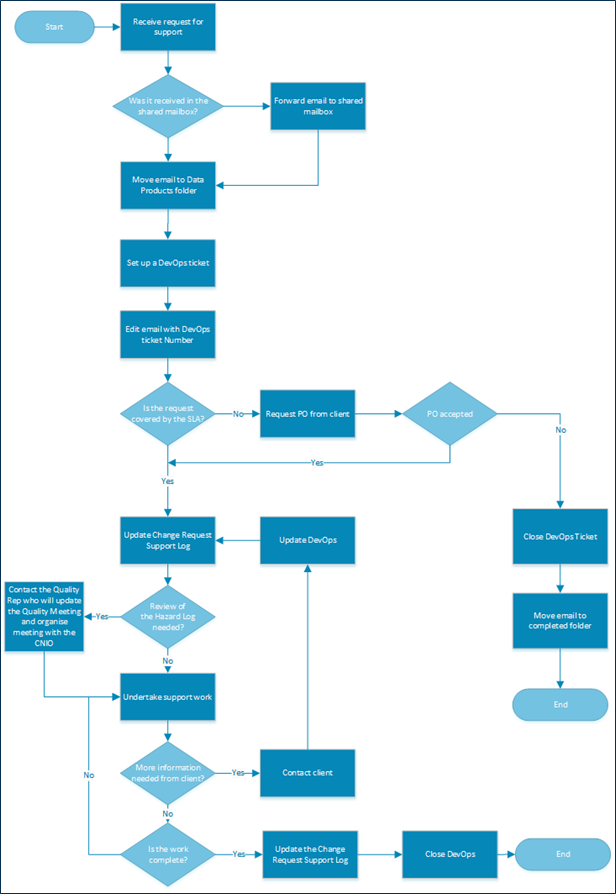 Start
Receive request for
support
Was it received in the
shared mailbox?
Forward email to shared
mailbox
Move email to Data
Products folder
Set up a DevOps ticket
Edit email with DevOps
ticket Number
Is the request
covered by the SLA?
No
Request PO from client
PO accepted
No
Yes
Yes
Update Change Request
Support Log
Update DevOps
Close DevOps Ticket
Contact the Quality
Rep who will update
the Quality Meeting
and organise
meeting with the
CNIO
Yes
Review of
the Hazard Log
needed?
Move email to
completed folder
No
Undertake support work
End
More information
needed from client?
Yes
Contact client
No
No
Is the work
complete?
Yes
Update the Change
Request Support Log
Close DevOps
End